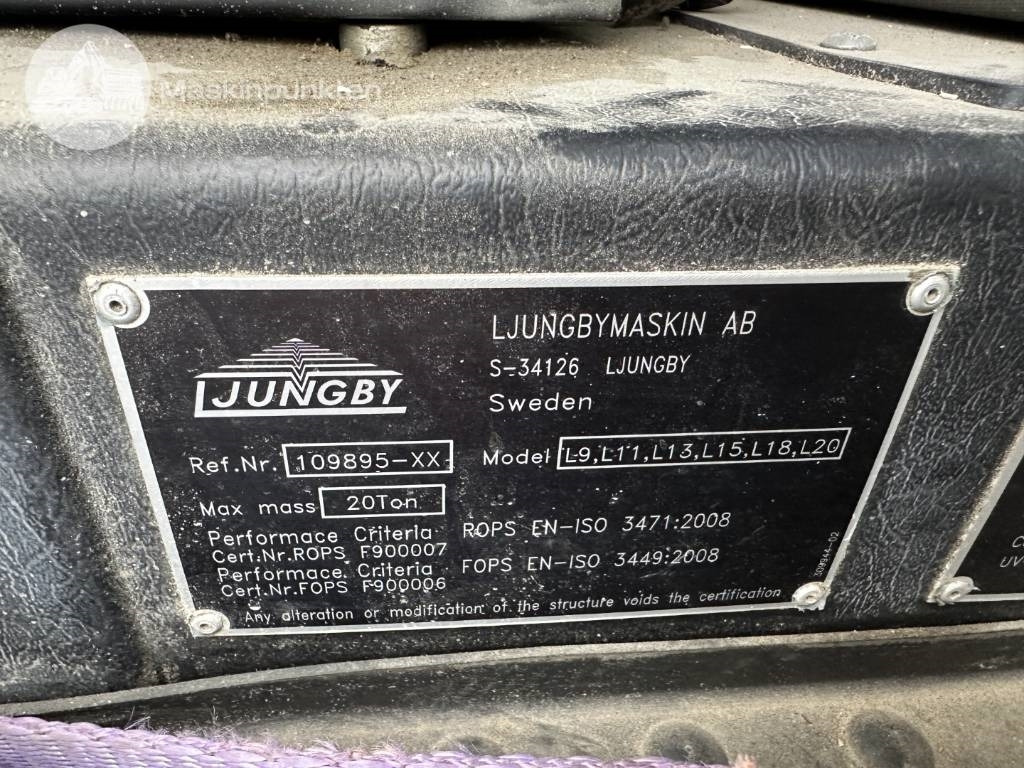 Maskinpunkten
LJUNGBYMASKIN AB
S-34126 LJUNGBY
Sweden
LJUNGBY
Ref.Nr. 109895-XX Model L9,L11,L13,L15,L18,L20
Max mass 20Ton
Performace Criteria ROPS EN-ISO 3471:2008
Cert.Nr.ROPS F900007
Performace Criteria FOPS EN-ISO 3449:2008
Cert.Nr.FOPS F900006
Any alteration or modification of the structure voids the certification
UV